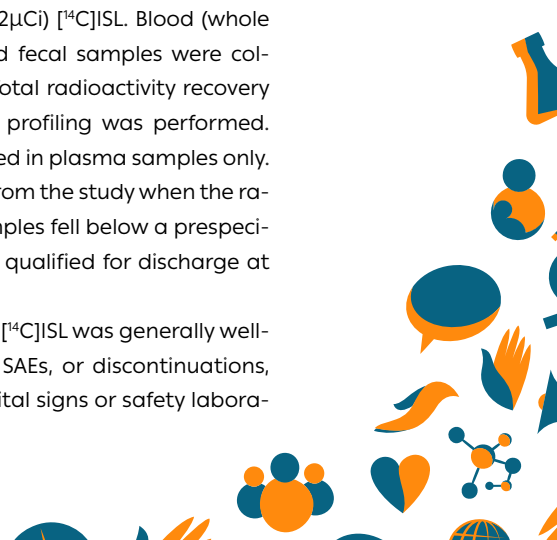 2µCi) [¹⁴C]ISL. Blood (whole
fecal samples were col-
otal radioactivity recovery
profiling was performed.
ed in plasma samples only.
rom the study when the ra-
ples fell below a prespeci-
qualified for discharge at
[¹⁴C]ISL was generally well-
SAEs, or discontinuations,
ital signs or safety labora-